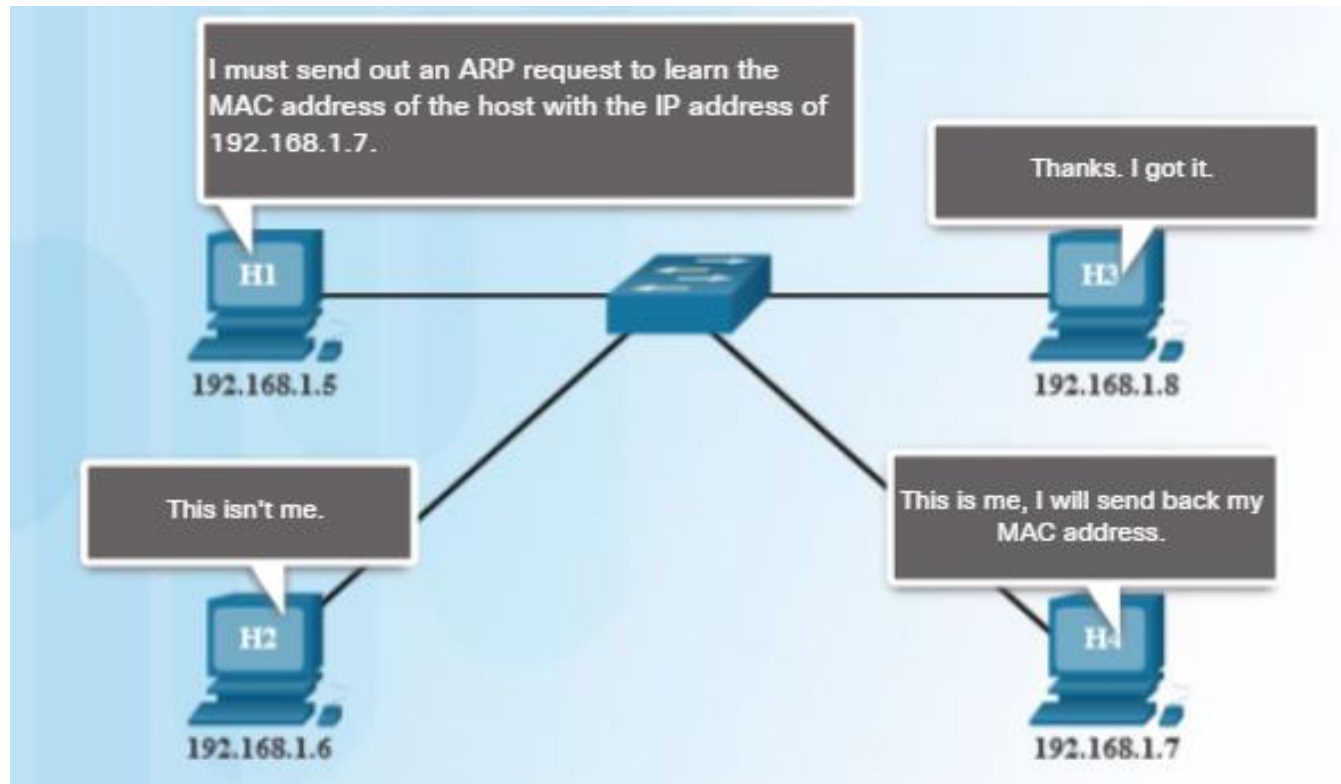 I must send out an ARP request to learn the
MAC address of the host with the IP address of
192.168.1.7.
Thanks. I got it.
H1
H3
192.168.1.5
192.168.1.8
This isn't me.
This is me, I will send back my
MAC address.
H2
H4
192.168.1.6
192.168.1.7